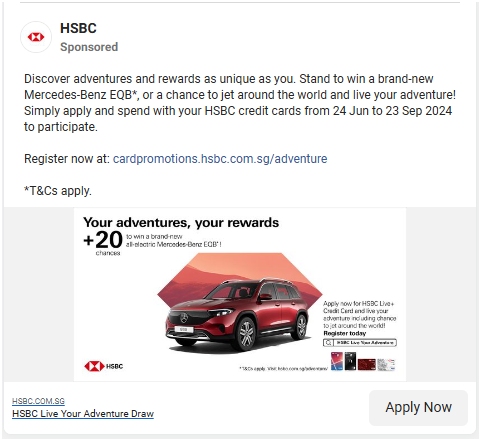 HSBC
Sponsored
Discover adventures and rewards as unique as you. Stand to win a brand-new
Mercedes-Benz EQB*, or a chance to jet around the world and live your adventure!
Simply apply and spend with your HSBC credit cards from 24 Jun to 23 Sep 2024
to participate.
Register now at: cardpromotions.hsbc.com.sg/adventure
*T&Cs apply.
Your adventures, your rewards
+20
chances
to win a brand-new
all-electric Mercedes-Benz EQB*!
Apply now for HSBC Live+
Credit Card and live your
adventure including chance
to jet around the world!
Register today
HSBC Live Your Adventure
HSBC
*T&Cs apply. Visit hsbc.com.sg/adventure
HSBC.COM.SG
HSBC Live Your Adventure Draw
Apply Now